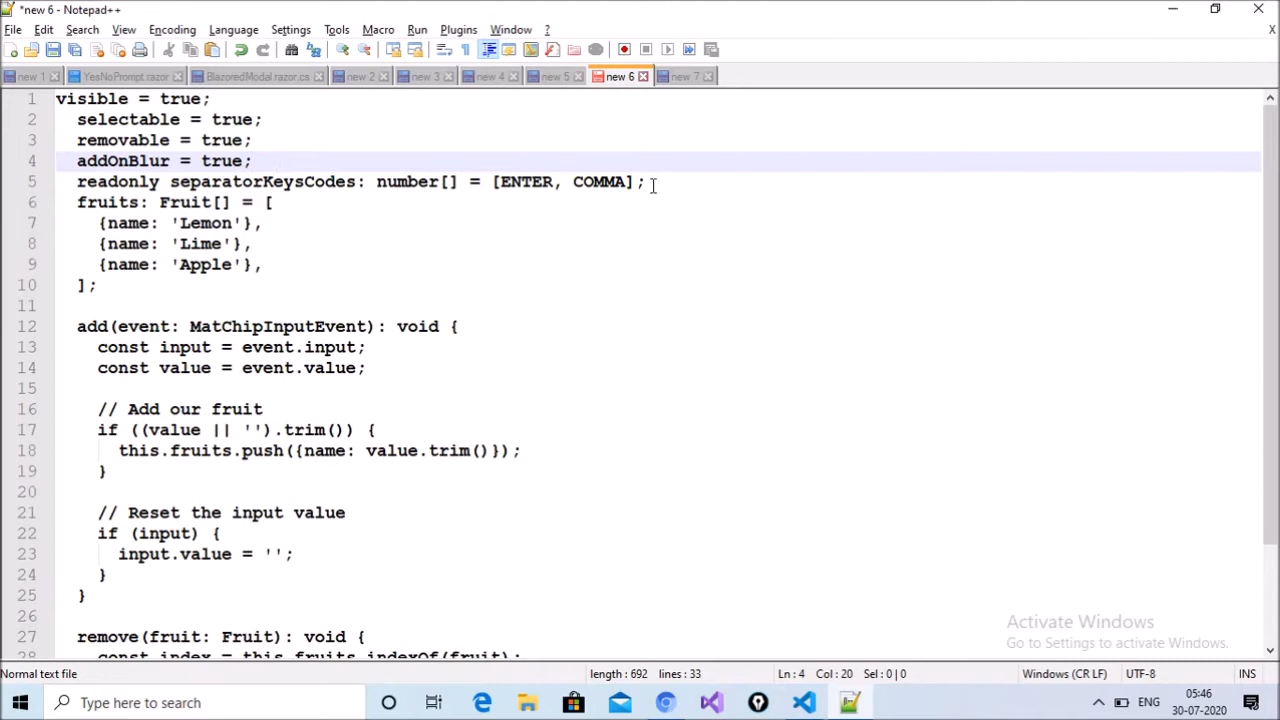 *new 6 - Notepad++
File Edit Search View Encoding Language Settings Tools Macro Run Plugins Window ? X
new 1 YesNoPrompt.razor BlazoredModal.razor.cs new 2 new 3 new 4 new 5 new 6 new 7
1 visible = true;
2 selectable = true;
3 removable = true;
4 addOnBlur = true;
5 readonly separatorKeysCodes: number[] = [ENTER, COMMA];
6 fruits: Fruit[] = [
7 {name: 'Lemon'},
8 {name: 'Lime'},
9 {name: 'Apple'},
10 ];
11
12 add(event: MatChipInputEvent): void {
13 const input = event.input;
14 const value = event.value;
15
16 // Add our fruit
17 if ((value || '').trim()) {
18 this.fruits.push({name: value.trim()});
19 }
20
21 // Reset the input value
22 if (input) {
23 input.value = '';
24 }
25 }
26
27 remove(fruit: Fruit): void {
28 const index = this.fruits.indexOf(fruit);
Activate Windows
Go to Settings to activate Windows.
Normal text file length : 692 lines : 33 Ln : 4 Col : 20 Sel : 0 | 0 Windows (CR LF) UTF-8 INS
Type here to search ENG 05:46
30-07-2020